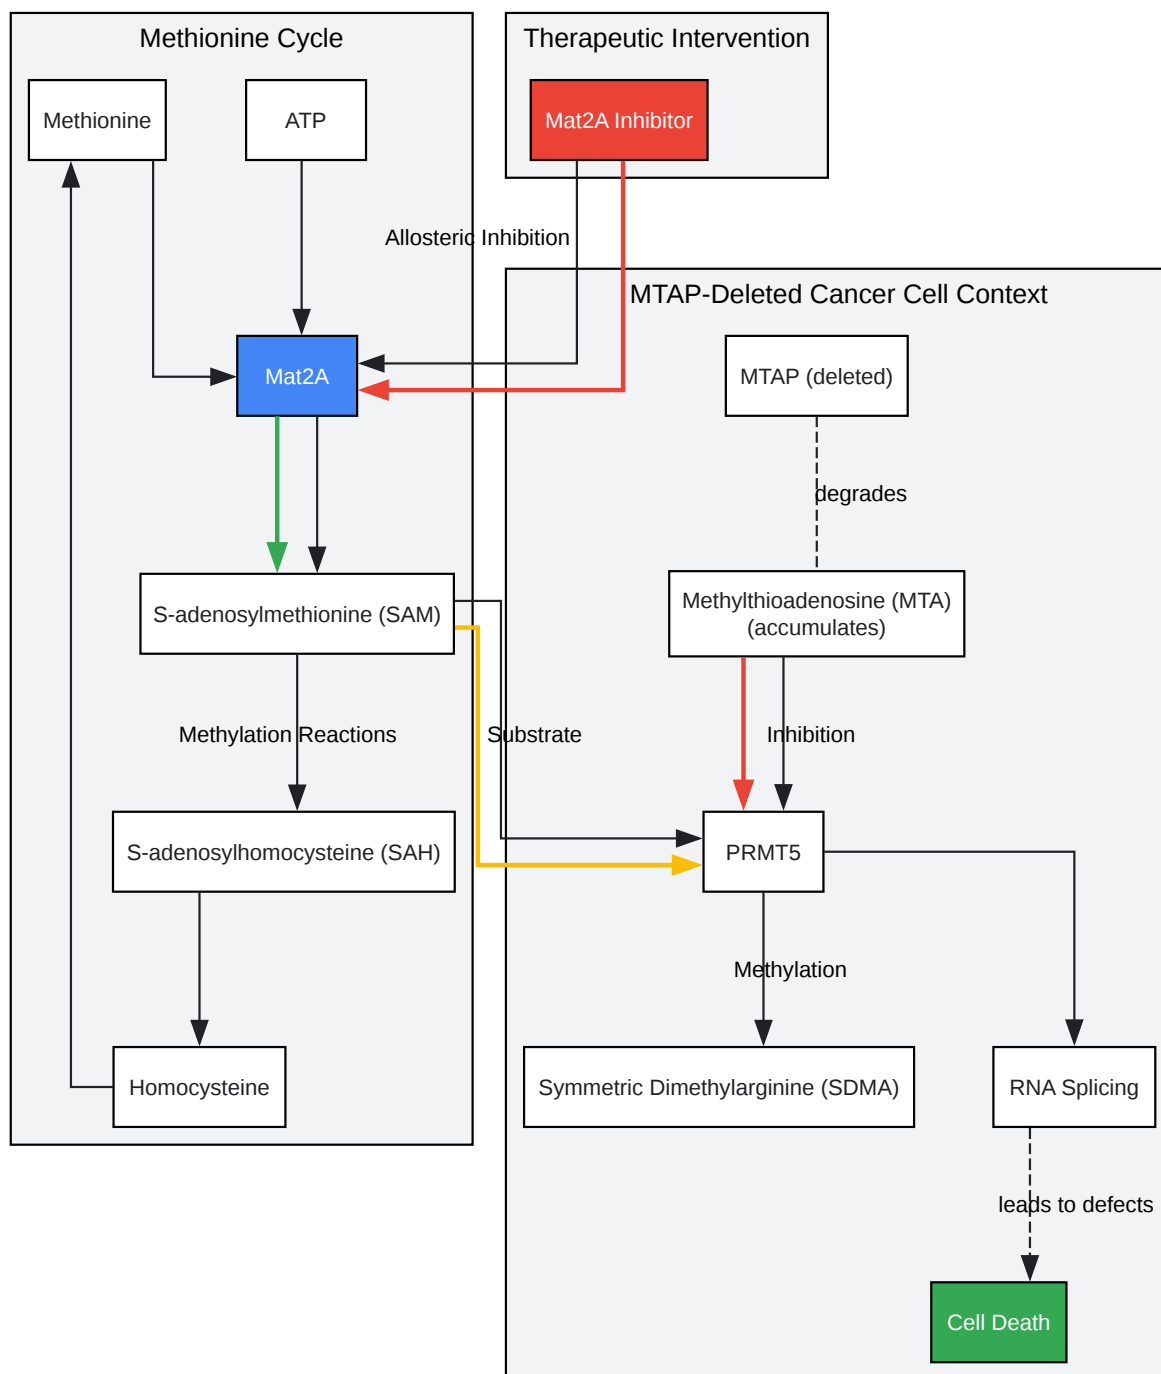 Methionine Cycle
Therapeutic Intervention
Methionine
ATP
Mat2A Inhibitor
Allosteric Inhibition
MTAP-Deleted Cancer Cell Context
Mat2A
MTAP (deleted)
degrades
S-adenosylmethionine (SAM)
Methylthioadenosine (MTA)
(accumulates)
Methylation Reactions
Substrate
Inhibition
S-adenosylhomocysteine (SAH)
PRMT5
Methylation
Homocysteine
Symmetric Dimethylarginine (SDMA)
RNA Splicing
leads to defects
Cell Death